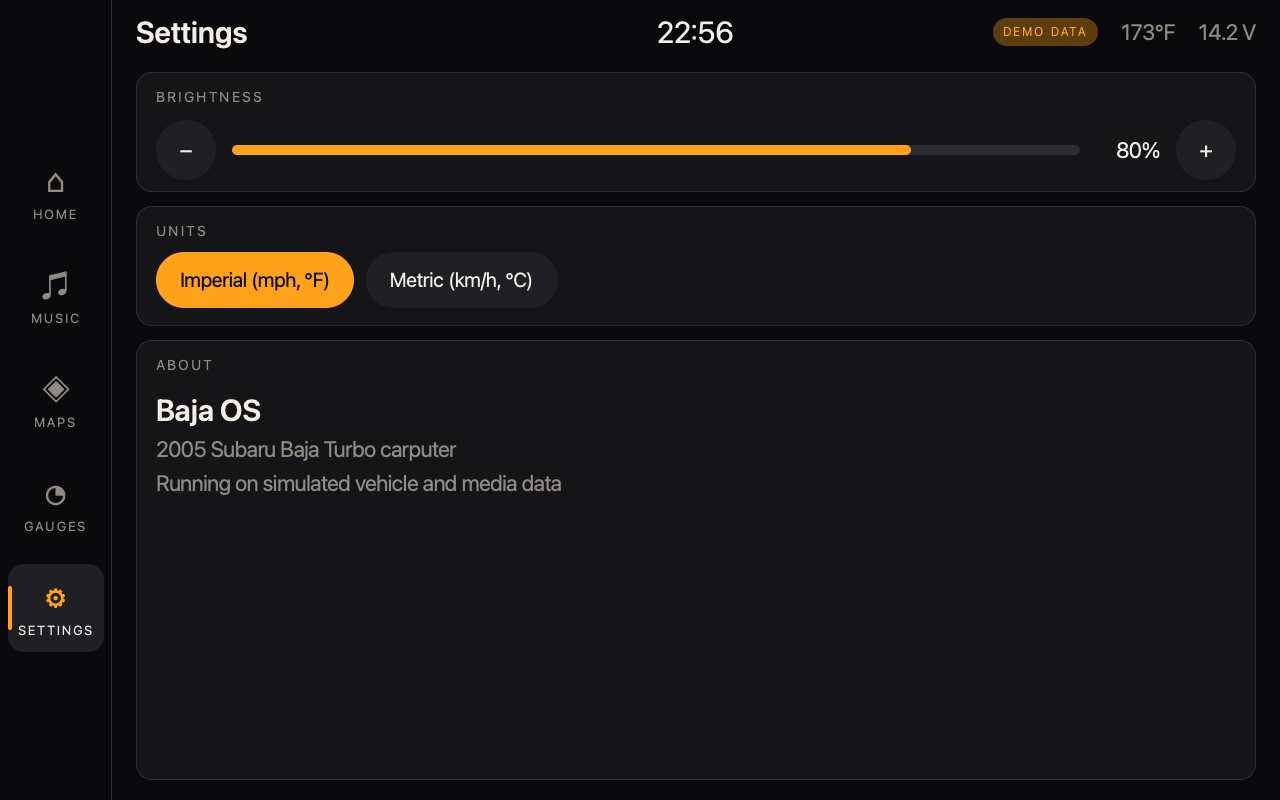 Settings
22:56
DEMO DATA
173°F
14.2 V
BRIGHTNESS
−
80%
+
UNITS
Imperial (mph, °F)
Metric (km/h, °C)
ABOUT
Baja OS
2005 Subaru Baja Turbo carputer
Running on simulated vehicle and media data
HOME
MUSIC
MAPS
GAUGES
SETTINGS